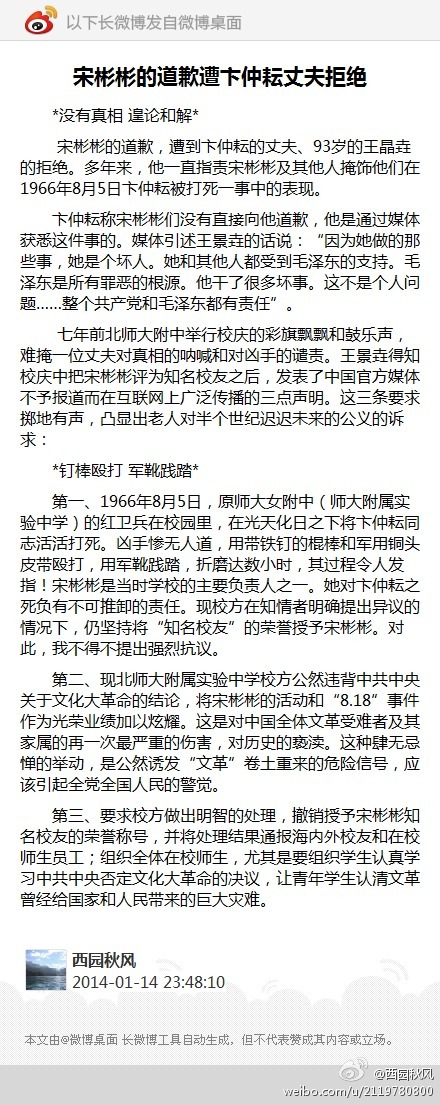 以下长微博发自微博桌面
宋彬彬的道歉遭卞仲耘丈夫拒绝
*没有真相 遑论和解*
宋彬彬的道歉，遭到卞仲耘的丈夫、93岁的王晶垚
的拒绝。多年来，他一直指责宋彬彬及其他人掩饰他们在
1966年8月5日卞仲耘被打死一事中的表现。
卞仲耘称宋彬彬们没有直接向他道歉，他是通过媒体
获悉这件事的。媒体引述王景垚的话说：“因为她做的那
些事，她是个坏人。她和其他人都受到毛泽东的支持。毛
泽东是所有罪恶的根源。他干了很多坏事。这不是个人问
题......整个共产党和毛泽东都有责任”。
七年前北师大附中举行校庆的彩旗飘飘和鼓乐声，
难掩一位丈夫对真相的呐喊和对凶手的谴责。王景垚得知
校庆中把宋彬彬评为知名校友之后，发表了中国官方媒体
不予报道而在互联网上广泛传播的三点声明。这三条要求
掷地有声，凸显出老人对半个世纪迟迟未来的公义的诉
求：
*钉棒殴打 军靴践踏*
第一、1966年8月5日，原师大女附中（师大附属实
验中学）的红卫兵在校园里，在光天化日之下将卞仲耘同
志活活打死。凶手惨无人道，用带铁钉的棍棒和军用铜头
皮带殴打，用军靴践踏，折磨达数小时，其过程令人发
指！宋彬彬是当时学校的主要负责人之一。她对卞仲耘之
死负有不可推卸的责任。现校方在知情者明确提出异议的
情况下，仍坚持将“知名校友”的荣誉授予宋彬彬。对
此，我不得不提出强烈抗议。
第二、现北师大附属实验中学校方公然违背中共中央
关于文化大革命的结论，将宋彬彬的活动和“8.18”事件
作为光荣业绩加以炫耀。这是对中国全体文革受难者及其
家属的再一次最严重的伤害，对历史的亵渎。这种肆无忌
惮的举动，是公然诱发“文革”卷土重来的危险信号，应
该引起全党全国人民的警觉。
第三、要求校方做出明智的处理，撤销授予宋彬彬知
名校友的荣誉称号，并将处理结果通报海内外校友和在校
师生员工；组织全体在校师生，尤其是要组织学生认真学
习中共中央否定文化大革命的决议，让青年学生认清文革
曾经给国家和人民带来的巨大灾难。
西园秋风
2014-01-14 23:48:10
本文由@微博桌面 长微博工具自动生成，但不代表赞成其内容或立场。
@西园秋风
weibo.com/u/2119780800